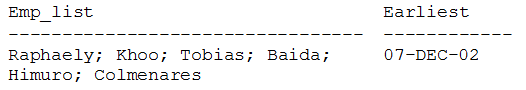 Emp_list                          Earliest
--------------------------------- ------------
Raphaely; Khoo; Tobias; Baida;    07-DEC-02
Himuro; Colmenares